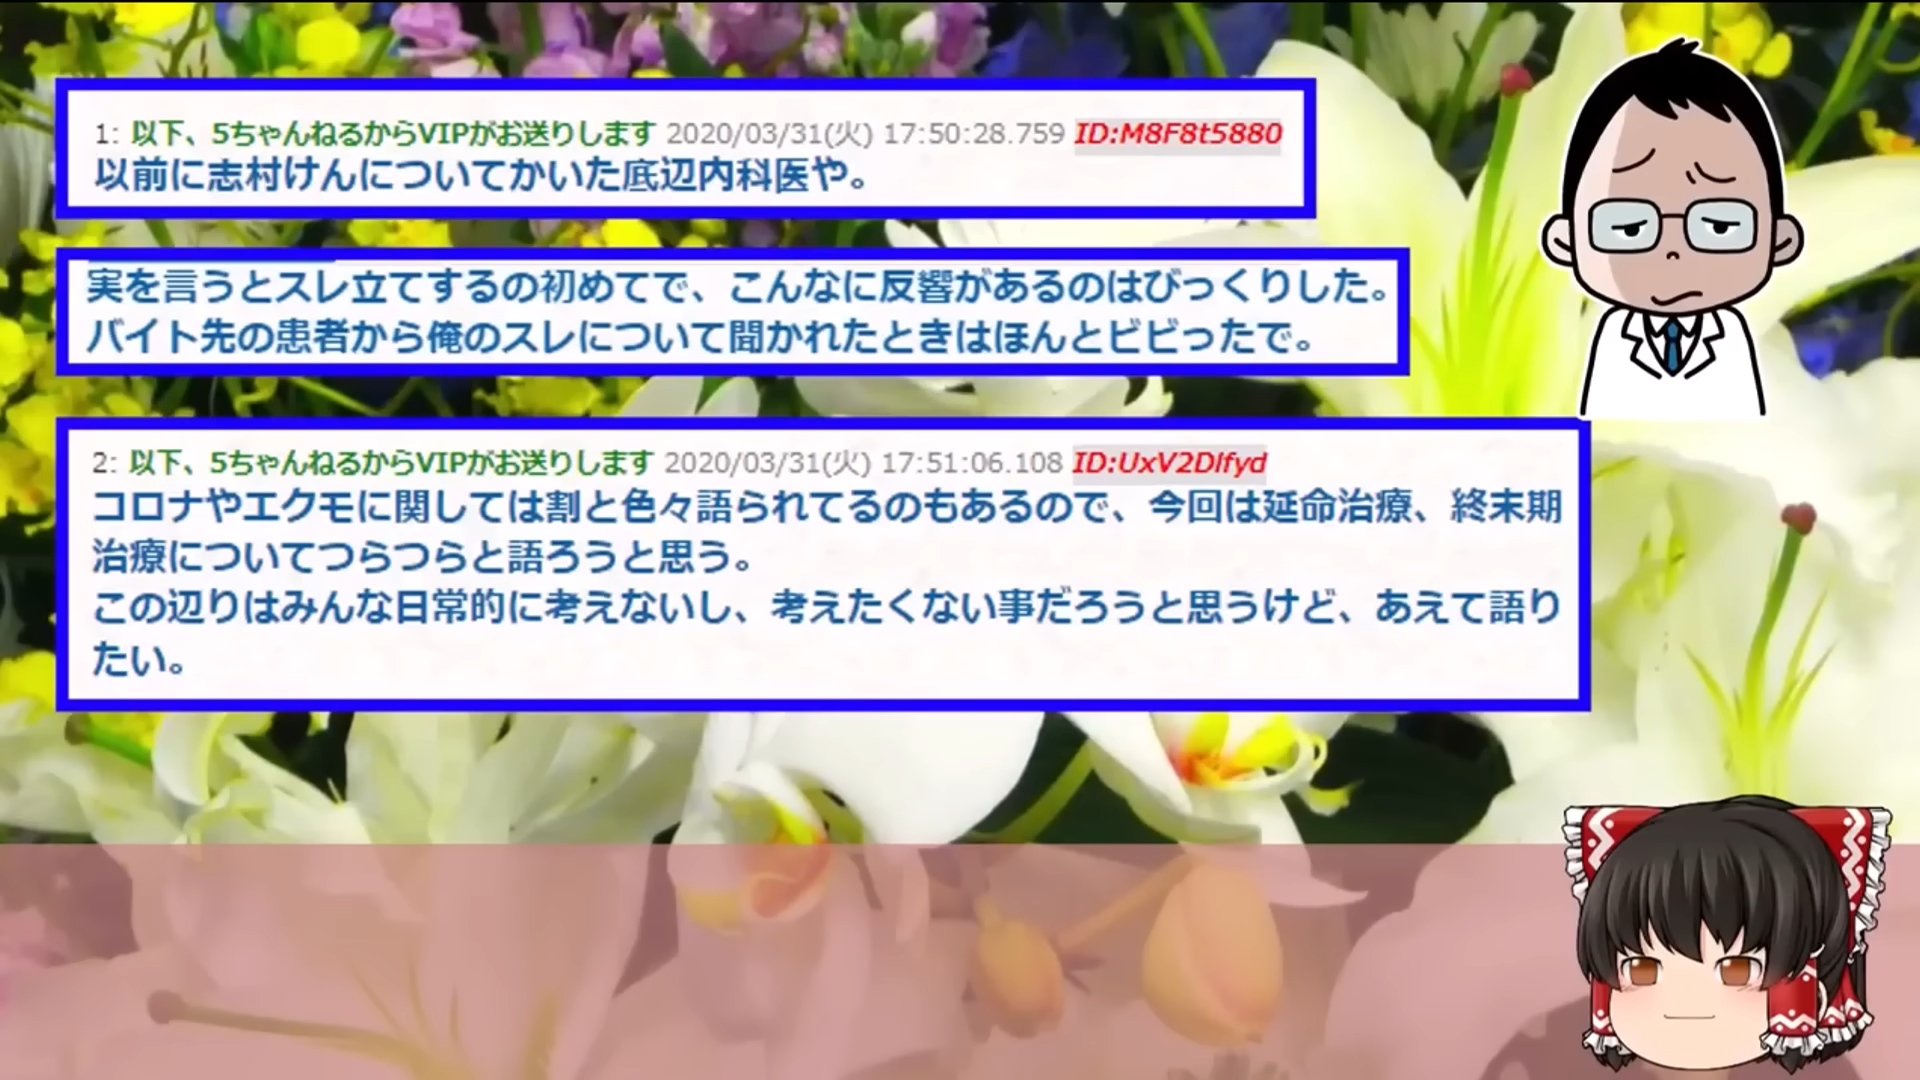 1: 以下、5ちゃんねるからVIPがお送りします 2020/03/31(火) 17:50:28.759 ID:M8F8t5880
以前に志村けんについてかいた底辺内科医や。
実を言うとスレ立てするの初めてで、こんなに反響があるのはびっくりした。
バイト先の患者から俺のスレについて聞かれたときはほんとビビったで。
2: 以下、5ちゃんねるからVIPがお送りします 2020/03/31(火) 17:51:06.108 ID:UxV2DIfyd
コロナやエクモに関しては割と色々語られてるのもあるので、今回は延命治療、終末期
治療についてつらつらと語ろうと思う。
この辺りはみんな日常的に考えないし、考えたくない事だろうと思うけど、あえて語り
たい。